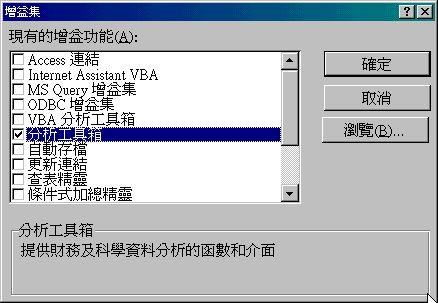 增益集
現有的增益功能(A):
Access 連結
Internet Assistant VBA
MS Query 增益集
ODBC 增益集
VBA 分析工具箱
分析工具箱
自動存檔
更新連結
查表精靈
條件式加總精靈
確定
取消
瀏覽(B)...
分析工具箱
提供財務及科學資料分析的函數和介面